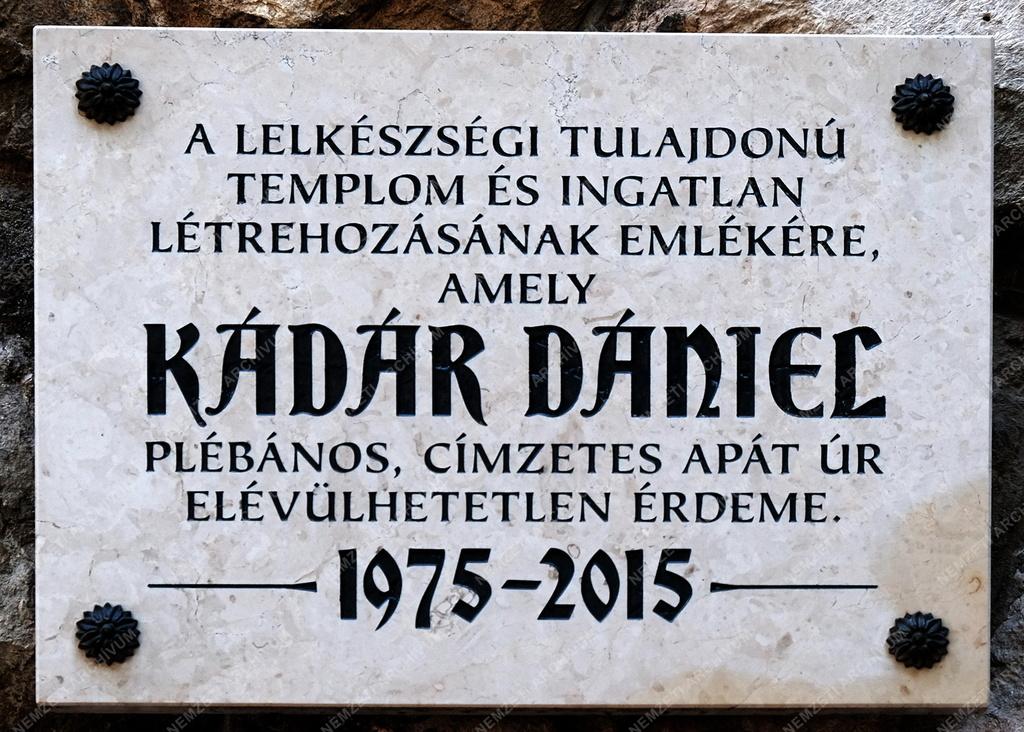 A LELKÉSZSÉGI TULAJDONÚ
TEMPLOM ÉS INGATLAN
LÉTREHOZÁSÁNAK EMLÉKÉRE,
AMELY
KÁDÁR DÁNIEL
PLÉBÁNOS, CÍMZETES APÁT ÚR
ELÉVÜLHETETLEN ÉRDEME.
1975-2015